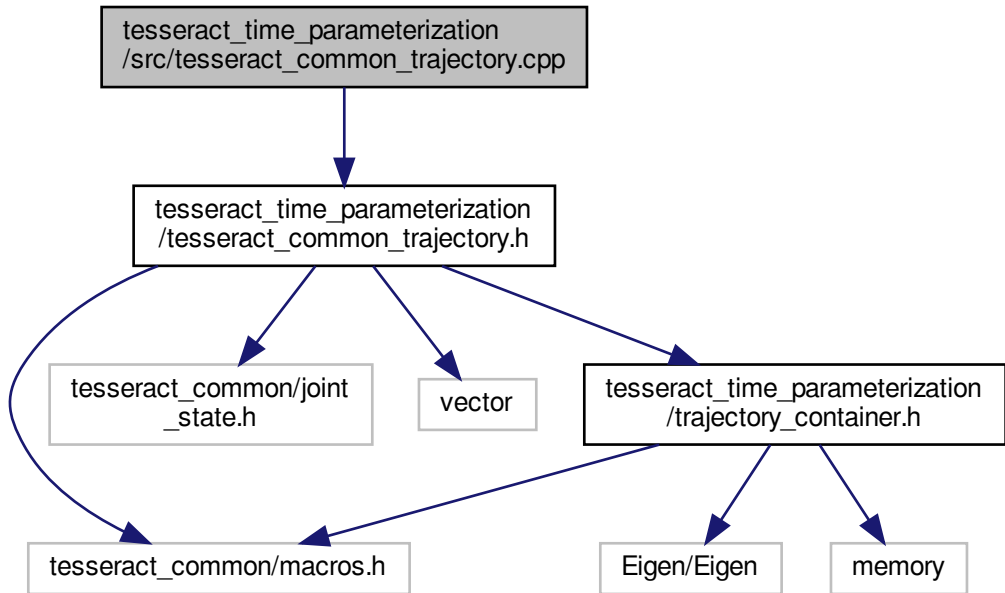 tesseract_time_parameterization
/src/tesseract_common_trajectory.cpp
tesseract_time_parameterization
/tesseract_common_trajectory.h
tesseract_common/joint
_state.h
vector
tesseract_time_parameterization
/trajectory_container.h
tesseract_common/macros.h
Eigen/Eigen
memory